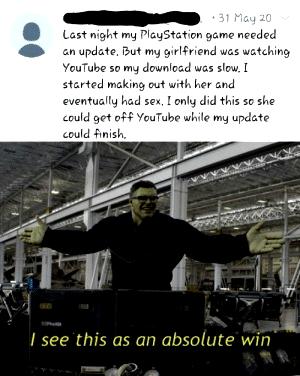 · 31 May 20
Last night my PlayStation game needed
an update. But my girlfriend was watching
YouTube so my download was slow. I
started making out with her and
eventually had sex. I only did this so she
could get off YouTube while my update
could finish.
I see this as an absolute win